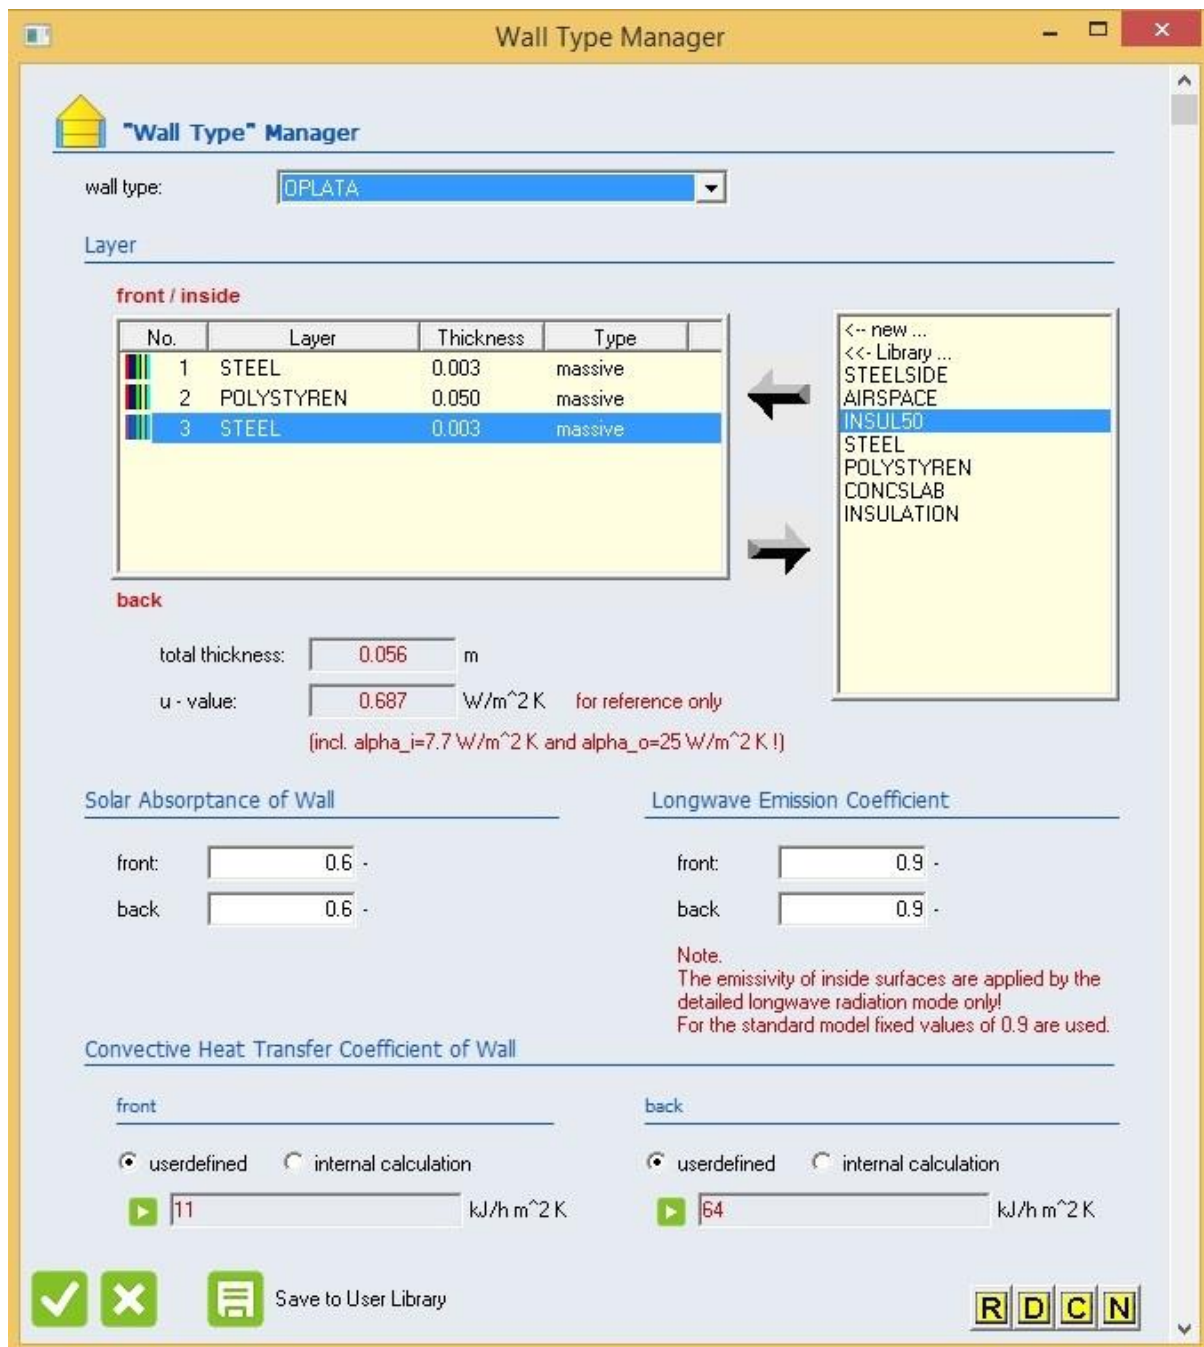 Wall Type Manager
"Wall Type" Manager
wall type: OPLATA
Layer
front / inside
No. Layer Thickness Type
1 STEEL 0.003 massive
2 POLYSTYREN 0.050 massive
3 STEEL 0.003 massive
<-- new ...
<<- Library ...
STEELSIDE
AIRSPACE
INSUL50
STEEL
POLYSTYREN
CONCSLAB
INSULATION
back
total thickness: 0.056 m
u - value: 0.687 W/m^2 K for reference only
(incl. alpha_i=7.7 W/m^2 K and alpha_o=25 W/m^2 K !)
Solar Absorptance of Wall
front: 0.6 -
back 0.6 -
Longwave Emission Coefficient
front: 0.9 -
back 0.9 -
Note.
The emissivity of inside surfaces are applied by the
detailed longwave radiation mode only!
For the standard model fixed values of 0.9 are used.
Convective Heat Transfer Coefficient of Wall
front
userdefined internal calculation
11 kJ/h m^2 K
back
userdefined internal calculation
64 kJ/h m^2 K
Save to User Library
R D C N